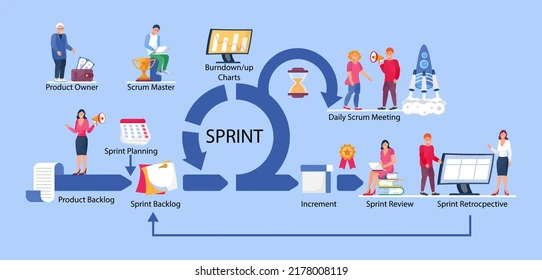 Product Owner
Scrum Master
Burndown/up
Charts
Daily Scrum Meeting
SPRINT
Sprint Planning
Product Backlog
Sprint Backlog
Increment
Sprint Review
Sprint Retrocpective
shutterstock.com · 2178008119